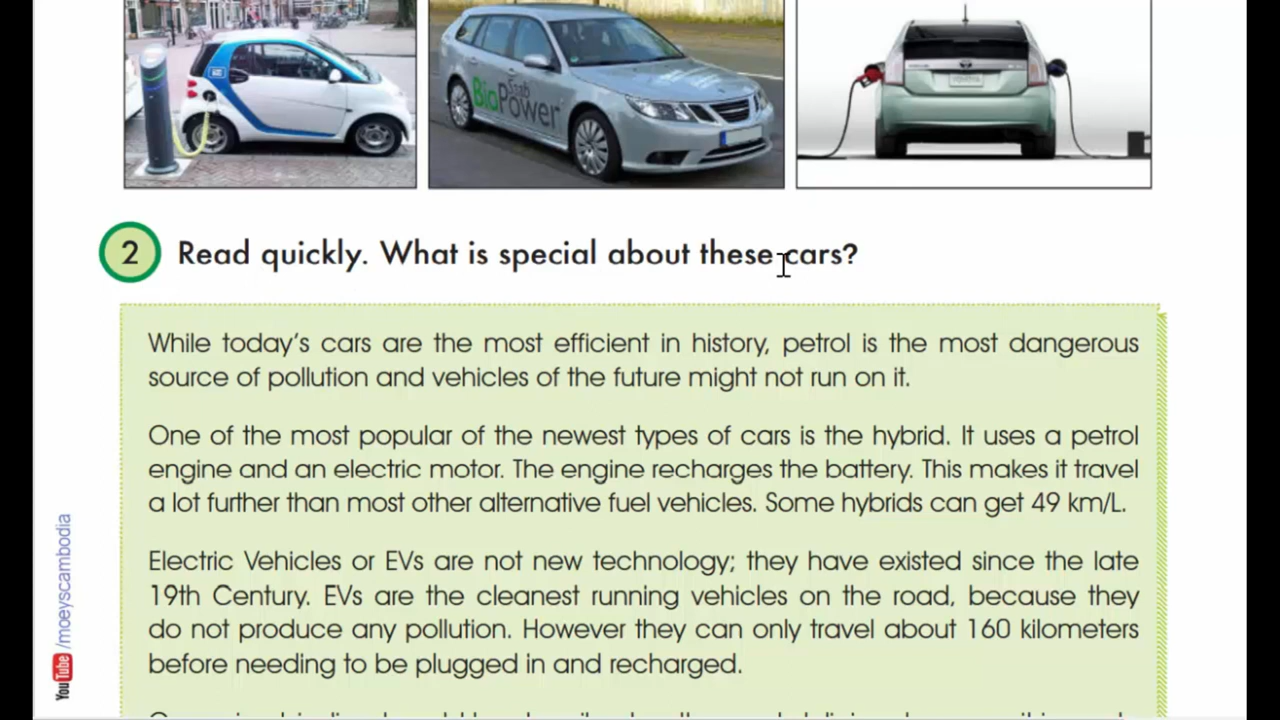 Saab
BioPower
TOYOTA
2 Read quickly. What is special about these cars?
While today's cars are the most efficient in history, petrol is the most dangerous
source of pollution and vehicles of the future might not run on it.
One of the most popular of the newest types of cars is the hybrid. It uses a petrol
engine and an electric motor. The engine recharges the battery. This makes it travel
a lot further than most other alternative fuel vehicles. Some hybrids can get 49 km/L.
Electric Vehicles or EVs are not new technology; they have existed since the late
19th Century. EVs are the cleanest running vehicles on the road, because they
do not produce any pollution. However they can only travel about 160 kilometers
before needing to be plugged in and recharged.
YouTube /moeyscambodia